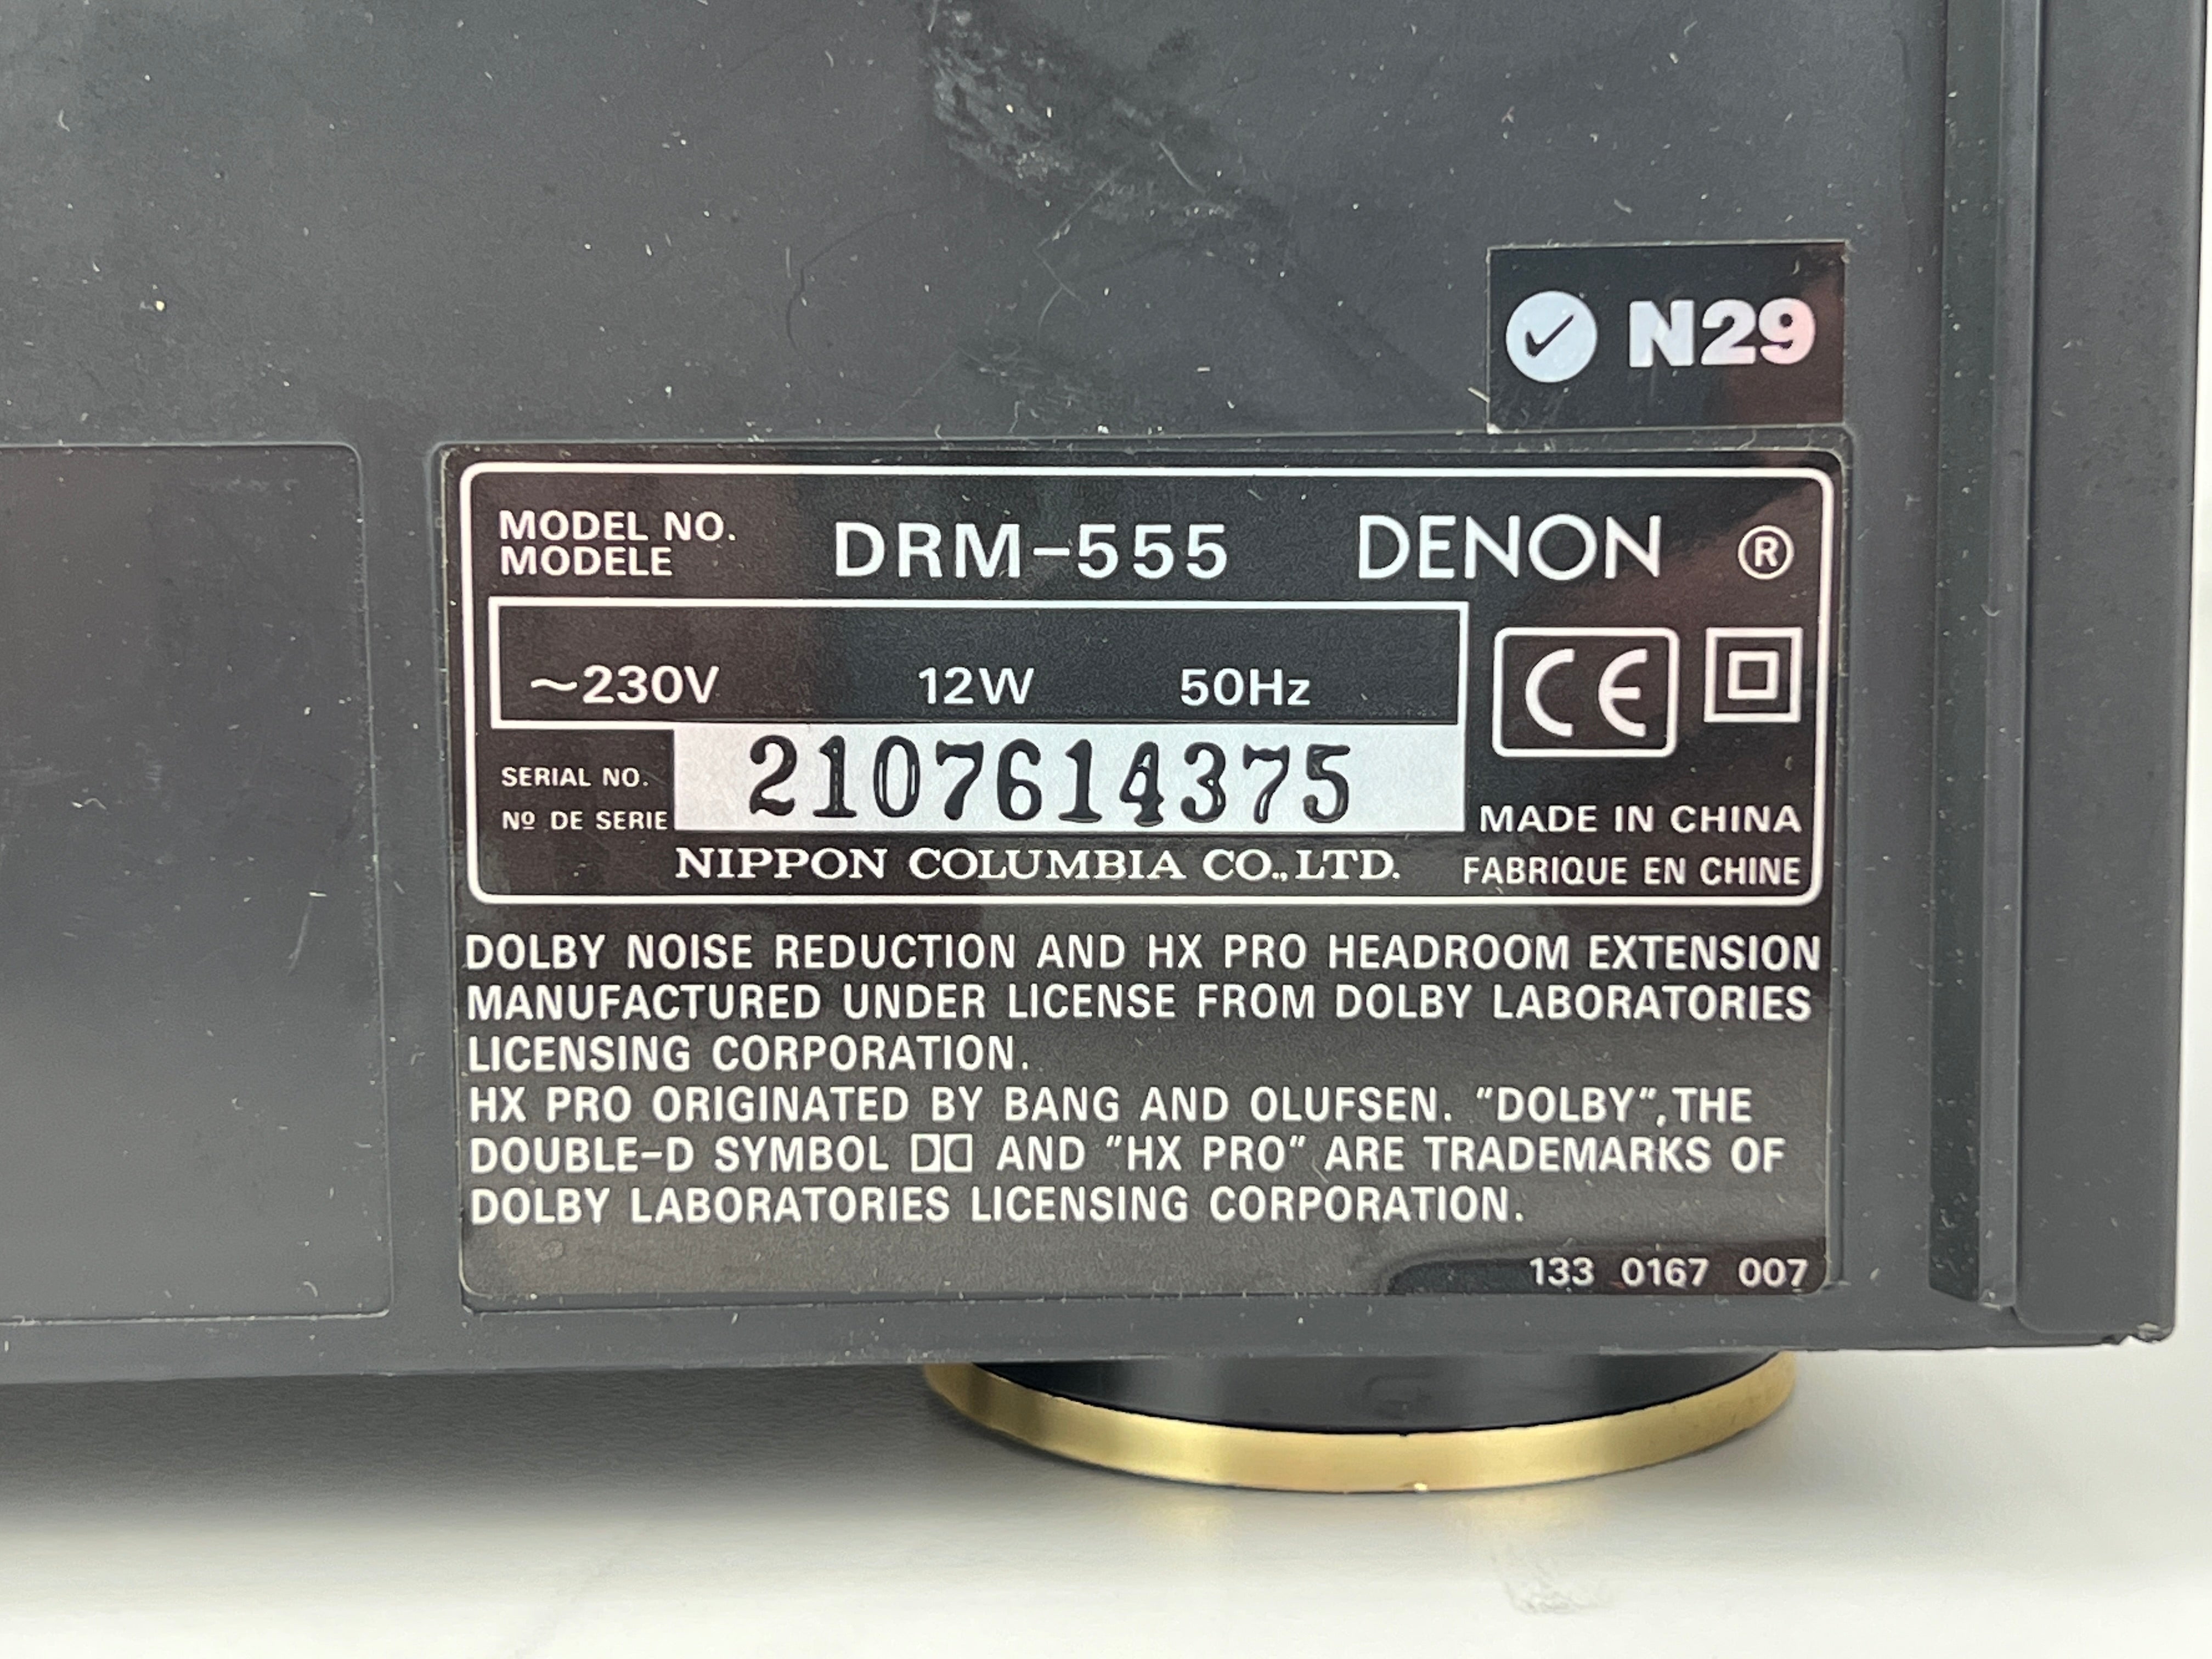 N29
MODEL NO.
MODELE
DRM-555 DENON ®
~230V 12W 50Hz
CE
SERIAL NO.
Nº DE SERIE
2107614375
MADE IN CHINA
NIPPON COLUMBIA CO.,LTD.
FABRIQUE EN CHINE
DOLBY NOISE REDUCTION AND HX PRO HEADROOM EXTENSION
MANUFACTURED UNDER LICENSE FROM DOLBY LABORATORIES
LICENSING CORPORATION.
HX PRO ORIGINATED BY BANG AND OLUFSEN. "DOLBY",THE
DOUBLE-D SYMBOL AND "HX PRO" ARE TRADEMARKS OF
DOLBY LABORATORIES LICENSING CORPORATION.
133 0167 007